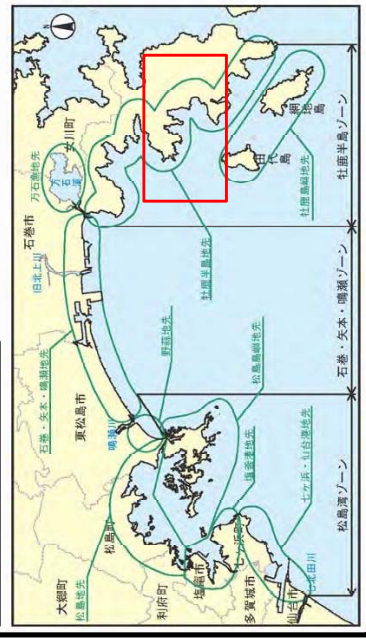 万石浦地先
万石浦
女川町
石巻市
旧北上川
石巻・矢本・鳴瀬地先
東松島市
鳴瀬川
野蒜地先
牡鹿半島地先
田代島
網地島
牡鹿島嶼地先
大郷町
松島町
松島地先
利府町
塩竈市
松島島嶼地先
塩竈湾地先
七ヶ浜町
多賀城市
七ヶ浜・仙台港地先
仙台市
七北田川
松島湾ゾーン
石巻・矢本・鳴瀬ゾーン
牡鹿半島ゾーン